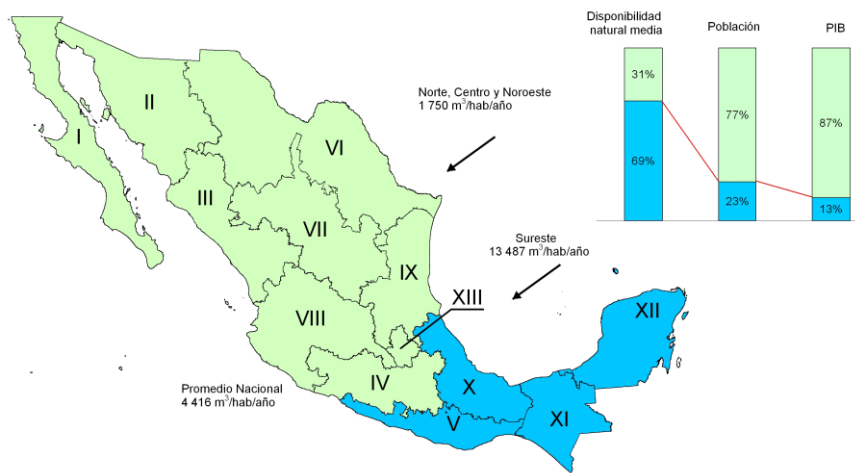 Disponibilidad
natural media
Población
PIB
31%
69%
77%
23%
87%
13%
Norte, Centro y Noroeste
1 750 m³/hab/año
Sureste
13 487 m³/hab/año
Promedio Nacional
4 416 m³/hab/año
I
II
III
VI
VII
IX
VIII
XIII
IV
X
V
XI
XII